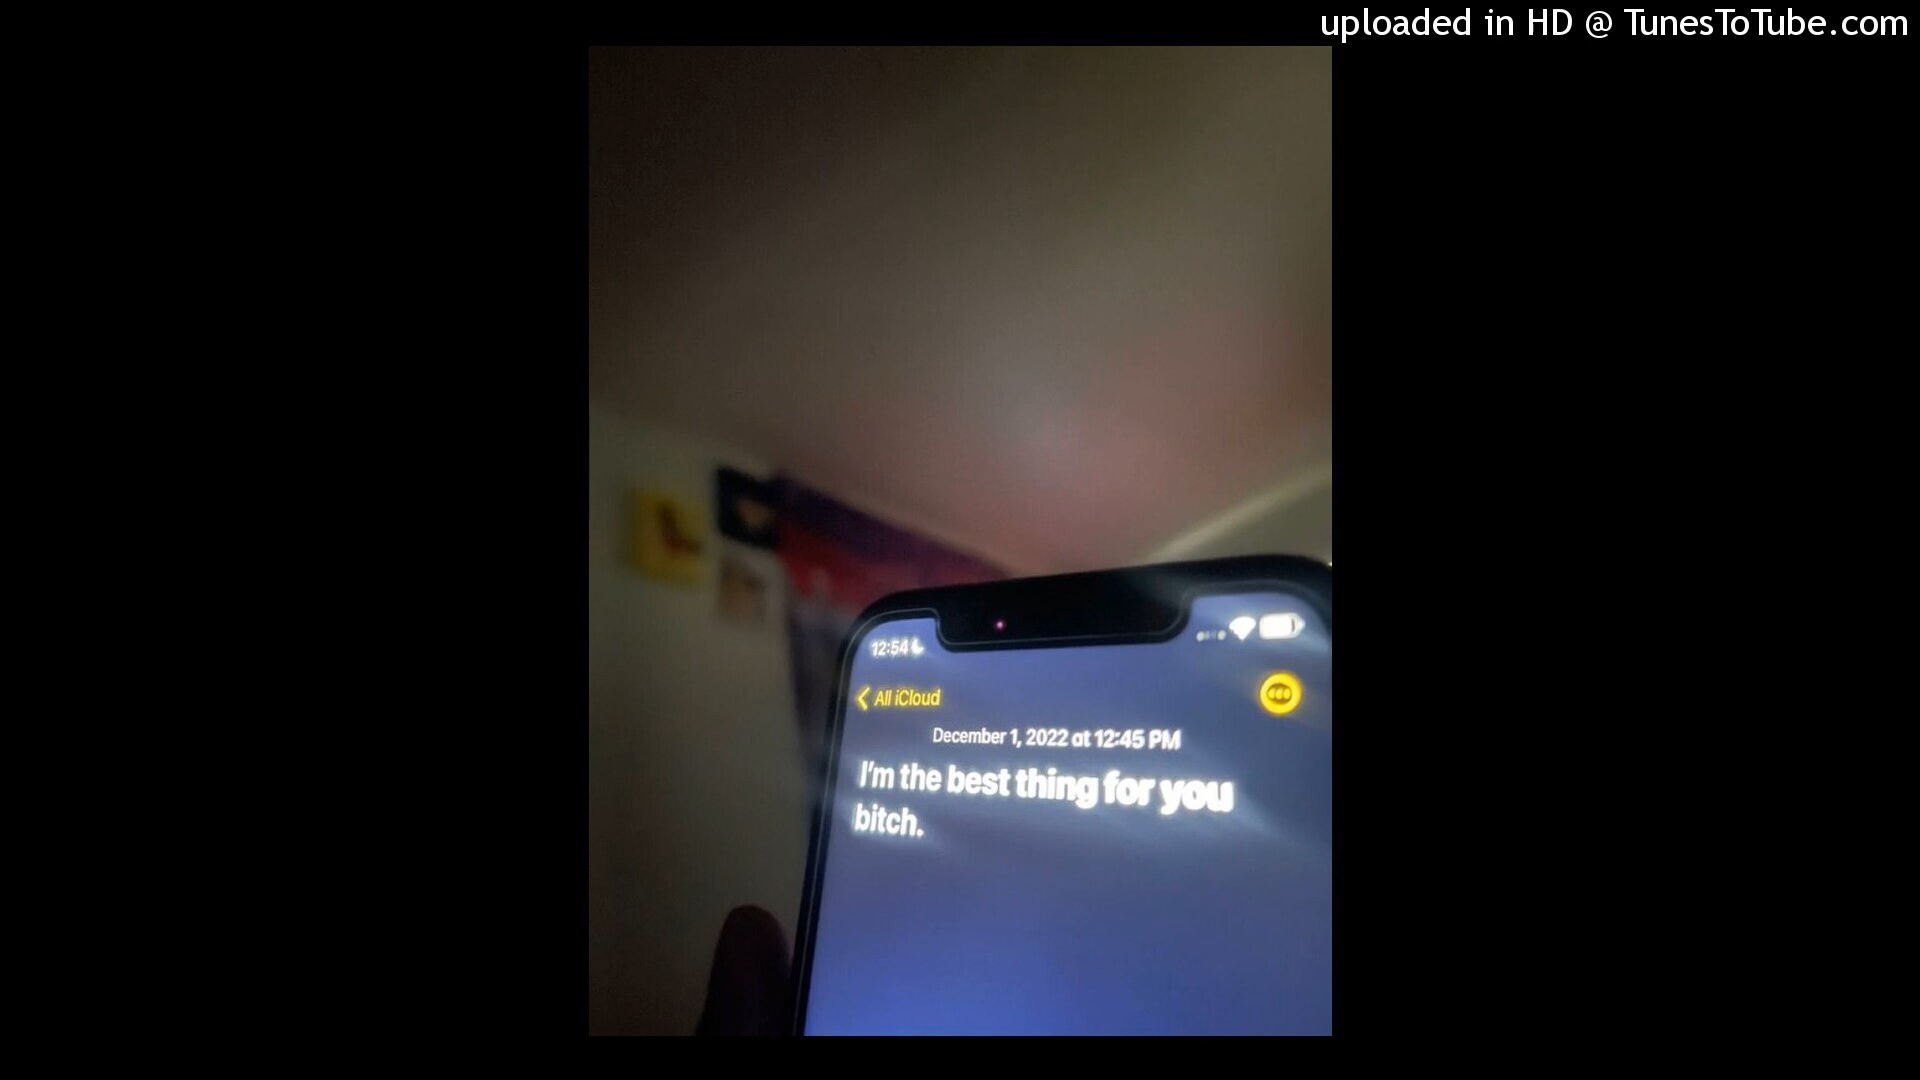 uploaded in HD @ TunesToTube.com
12:54
All iCloud
December 1, 2022 at 12:45 PM
I'm the best thing for you
bitch.